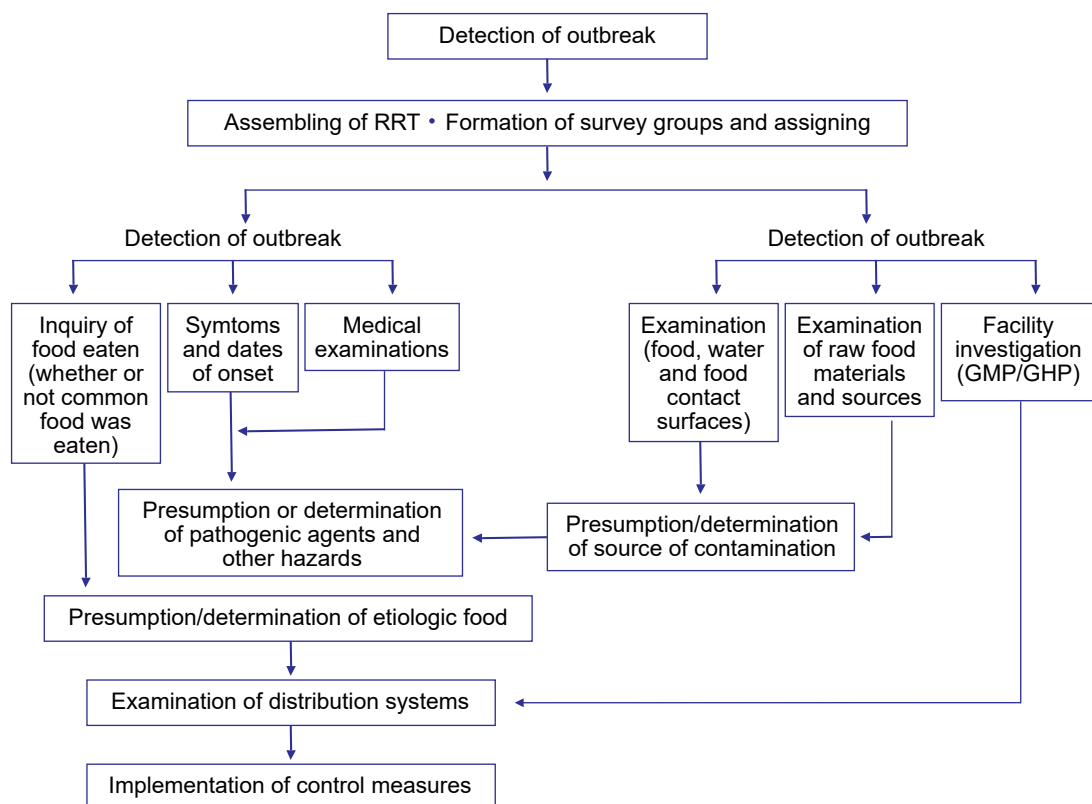 Detection of outbreak
Assembling of RRT • Formation of survey groups and assigning
Detection of outbreak
Detection of outbreak
Inquiry of
food eaten
(whether or
not common
food was
eaten)
Symtoms
and dates
of onset
Medical
examinations
Examination
(food, water
and food
contact
surfaces)
Examination
of raw food
materials
and sources
Facility
investigation
(GMP/GHP)
Presumption or determination
of pathogenic agents and
other hazards
Presumption/determination
of source of contamination
Presumption/determination of etiologic food
Examination of distribution systems
Implementation of control measures